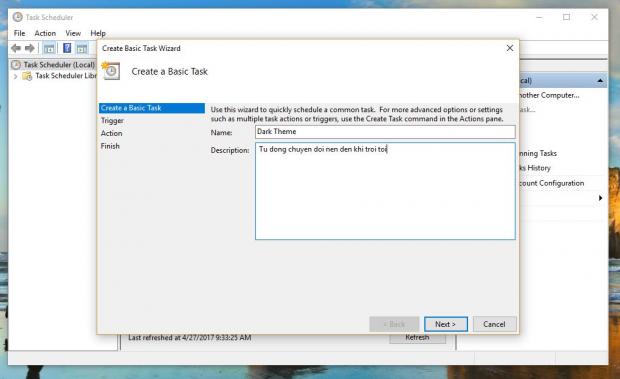 Task Scheduler
File Action View Help
Create Basic Task Wizard
Create a Basic Task
Task Scheduler (Local)
Task Scheduler Libr
Create a Basic Task
Trigger
Action
Finish
Use this wizard to quickly schedule a common task. For more advanced options or settings
such as multiple task actions or triggers, use the Create Task command in the Actions pane.
Name: Dark Theme
Description: Tu dong chuyen doi nen den khi troi toi
< Back Next > Cancel
cal)
nother Computer...
ask...
nning Tasks
ks History
count Configuration
Last refreshed at 4/27/2017 9:33:25 AM
Refresh